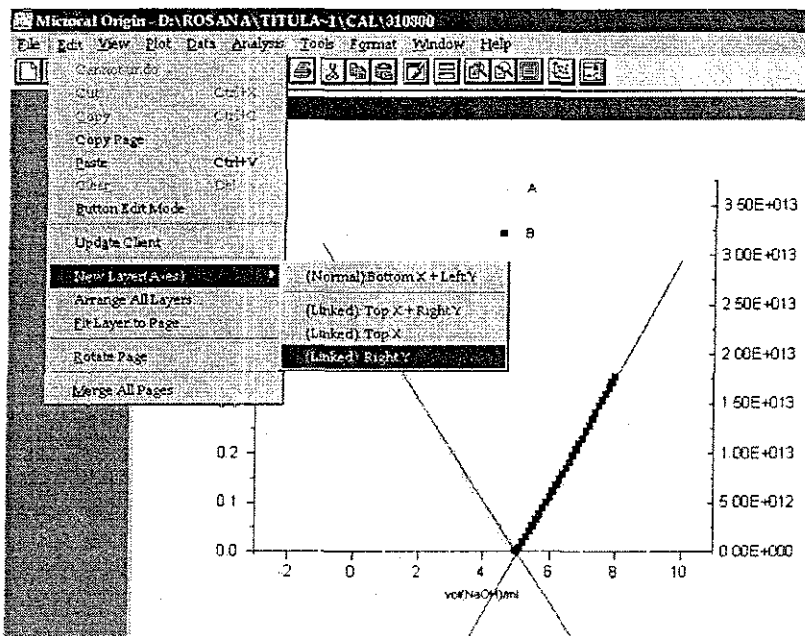 Mictoral Origin - D:\ROSANA\TITULA-1\CAL\310800
File Edit View Plot Data Analysis Tools Format Window Help
Cannot undo
Cut Ctrl+X
Copy Ctrl+C
Copy Page
Paste Ctrl+V
Clear Del
Button Edit Mode
Update Client
New Layer(Axes)
Arrange All Layers...
Fit Layer to Page...
Rotate Page
Merge All Pages
(Normal):Bottom X + Left Y
(Linked): Top X + Right Y
(Linked): Top X
(Linked): Right Y
A
B
3.50E+013
3.00E+013
2.50E+013
2.00E+013
1.50E+013
1.00E+013
5.00E+012
0.00E+000
0.2
0.1
0.0
-2 0 2 4 6 8 10
vol(NaOH)/ml